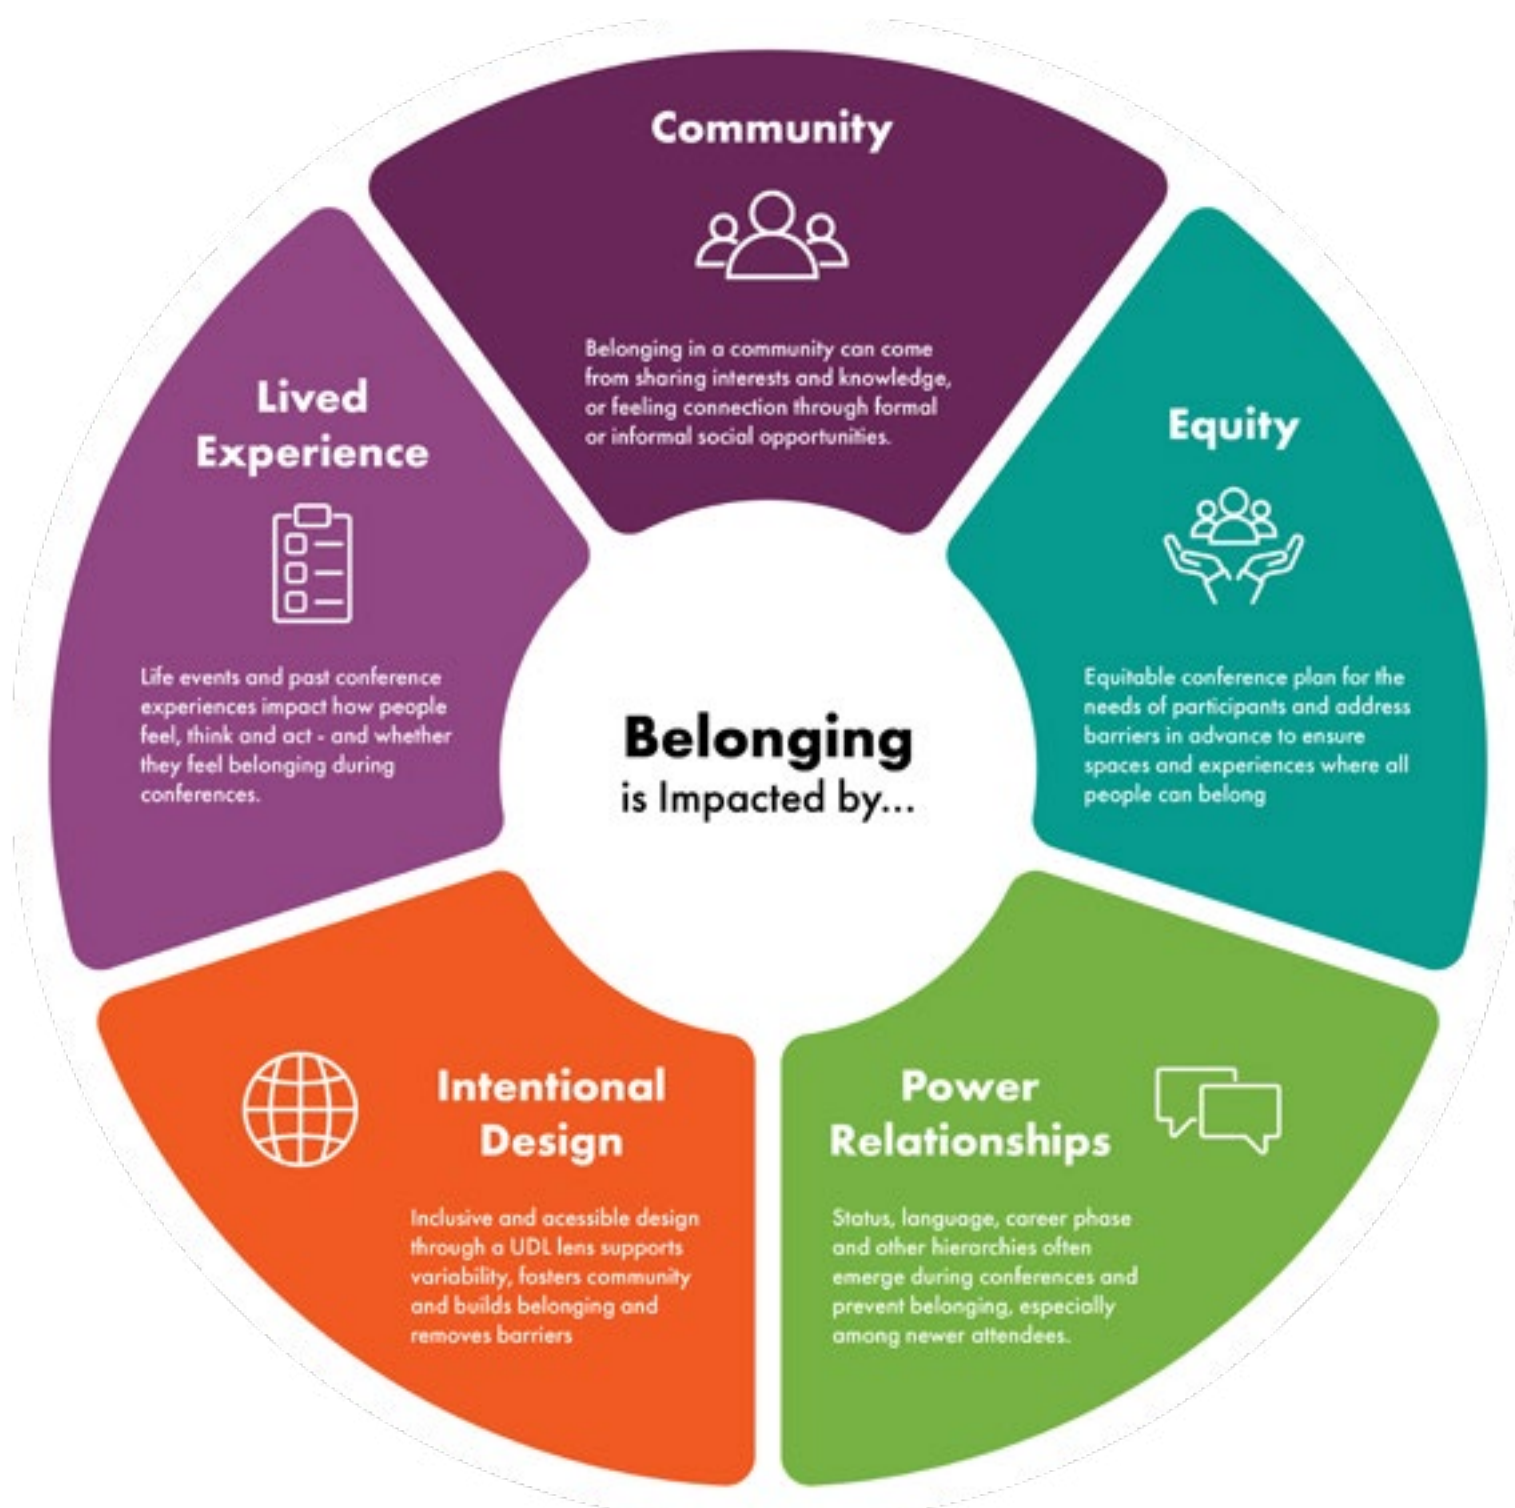 Community
Belonging in a community can come
from sharing interests and knowledge,
or feeling connection through formal
or informal social opportunities.
Equity
Equitable conference plan for the
needs of participants and address
barriers in advance to ensure
spaces and experiences where all
people can belong
Power
Relationships
Status, language, career phase
and other hierarchies often
emerge during conferences and
prevent belonging, especially
among newer attendees.
Intentional
Design
Inclusive and acessible design
through a UDL lens supports
variability, fosters community
and builds belonging and
removes barriers
Lived
Experience
Life events and past conference
experiences impact how people
feel, think and act - and whether
they feel belonging during
conferences.
Belonging
is Impacted by...